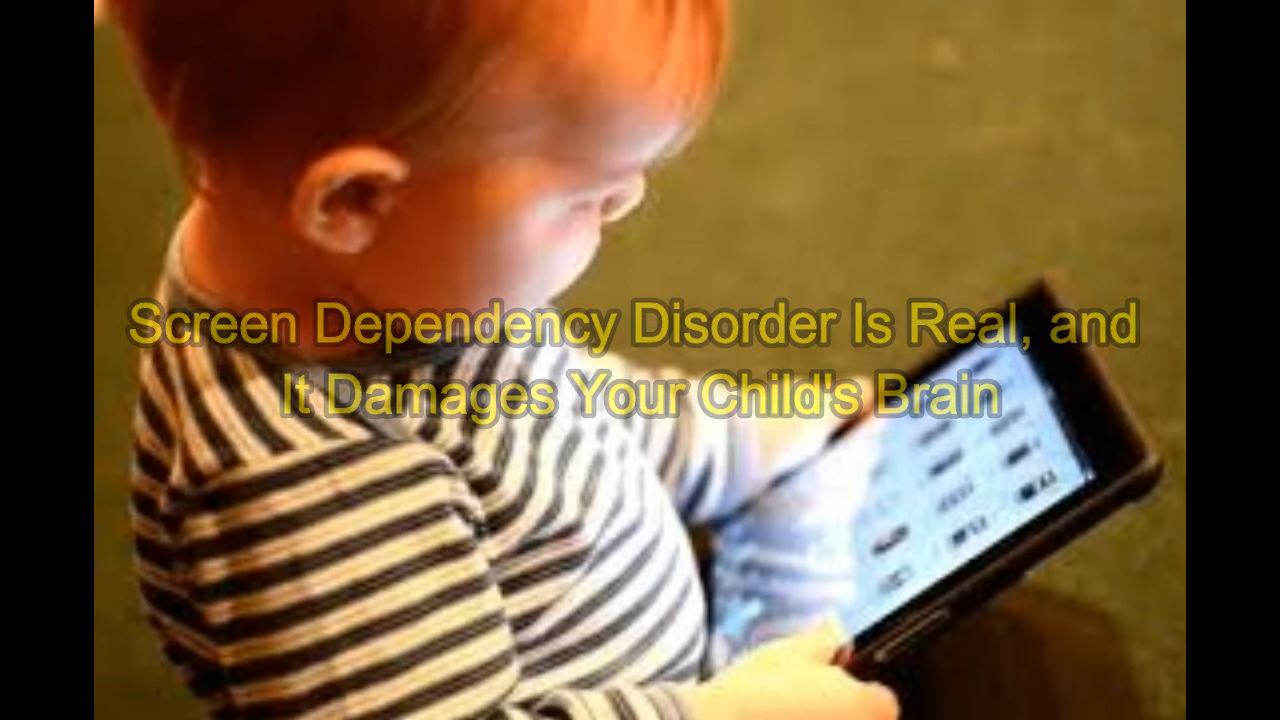 Screen Dependency Disorder Is Real, and
It Damages Your Child's Brain